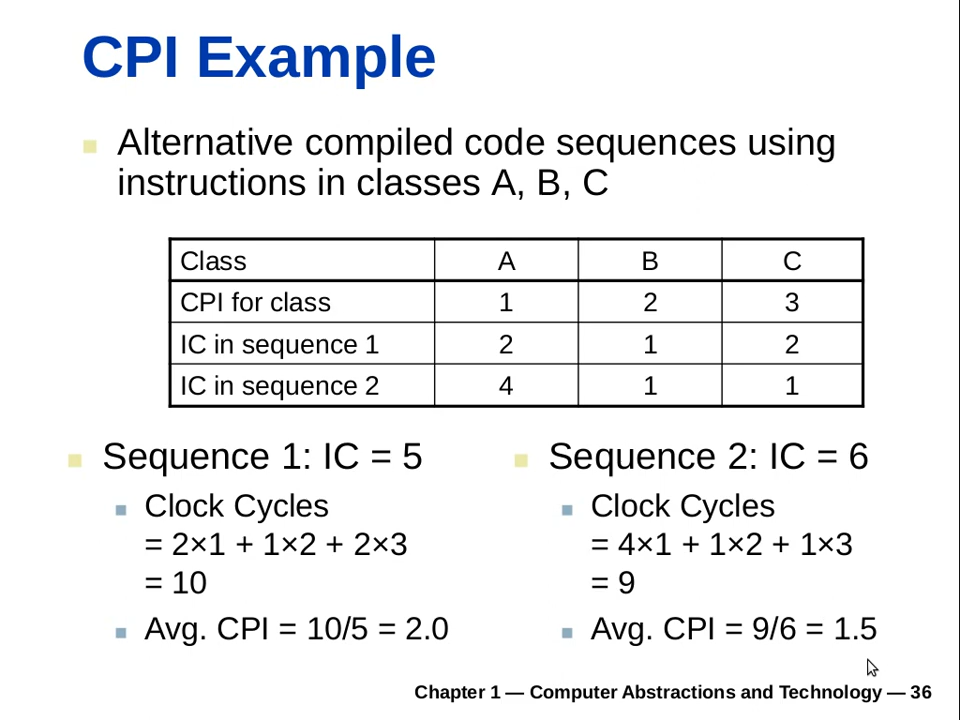 CPI Example
Alternative compiled code sequences using
instructions in classes A, B, C
Class A B C
CPI for class 1 2 3
IC in sequence 1 2 1 2
IC in sequence 2 4 1 1
Sequence 1: IC = 5
Clock Cycles
= 2×1 + 1×2 + 2×3
= 10
Avg. CPI = 10/5 = 2.0
Sequence 2: IC = 6
Clock Cycles
= 4×1 + 1×2 + 1×3
= 9
Avg. CPI = 9/6 = 1.5
Chapter 1 — Computer Abstractions and Technology — 36